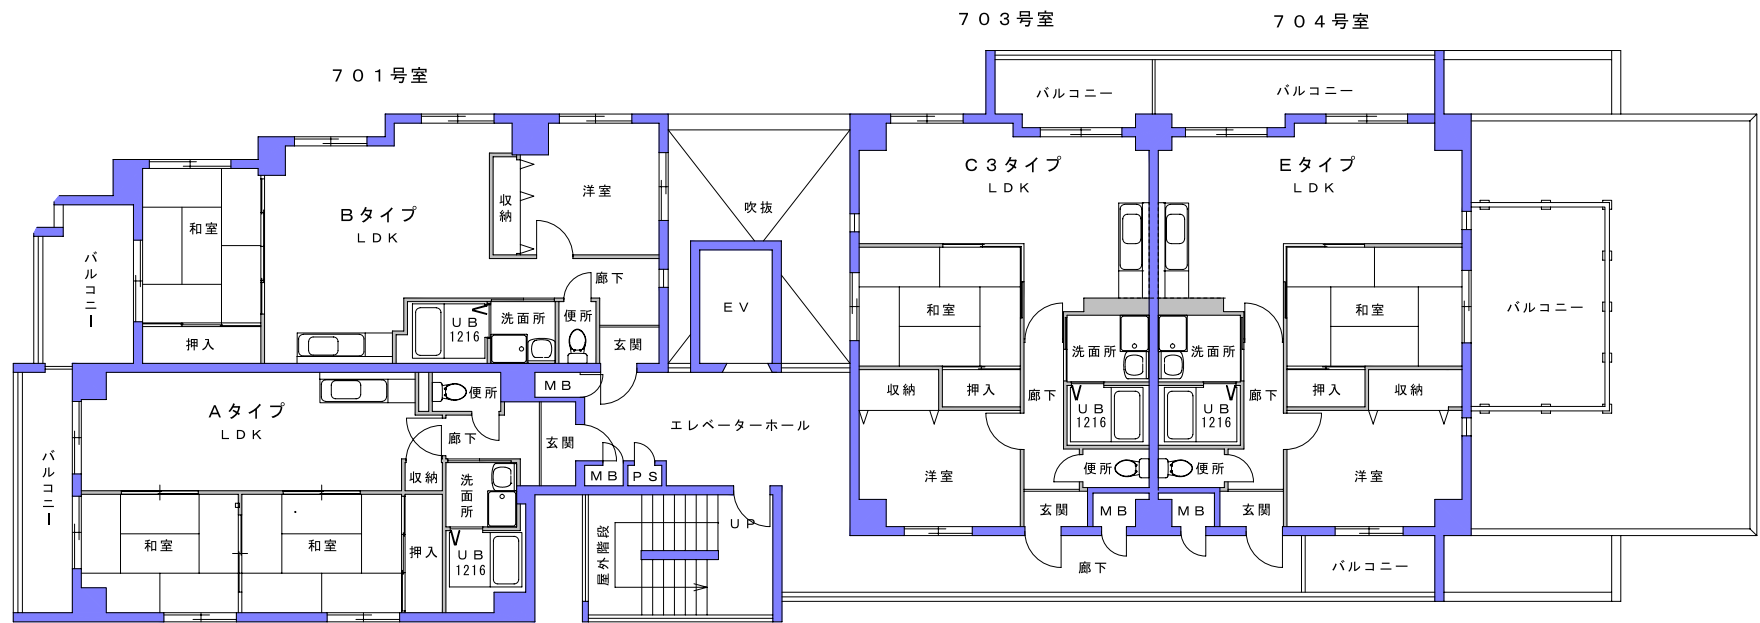 ７０３号室
７０４号室
７０１号室
バルコニー
バルコニー
Ｃ３タイプ
ＬＤＫ
Ｅタイプ
ＬＤＫ
洋室
収納
和室
Ｂタイプ
ＬＤＫ
吹抜
バルコニー
廊下
ＥＶ
和室
和室
バルコニー
ＵＢ
1216
洗面所
便所
押入
玄関
洗面所
洗面所
ＭＢ
便所
収納
押入
廊下
廊下
押入
収納
Ａタイプ
ＬＤＫ
ＵＢ
1216
ＵＢ
1216
エレベーターホール
廊下
玄関
バルコニー
収納
洗面所
ＭＢ
ＰＳ
便所
便所
洋室
洋室
玄関
ＭＢ
ＭＢ
玄関
ＵＰ
和室
和室
押入
ＵＢ
1216
屋外階段
廊下
バルコニー